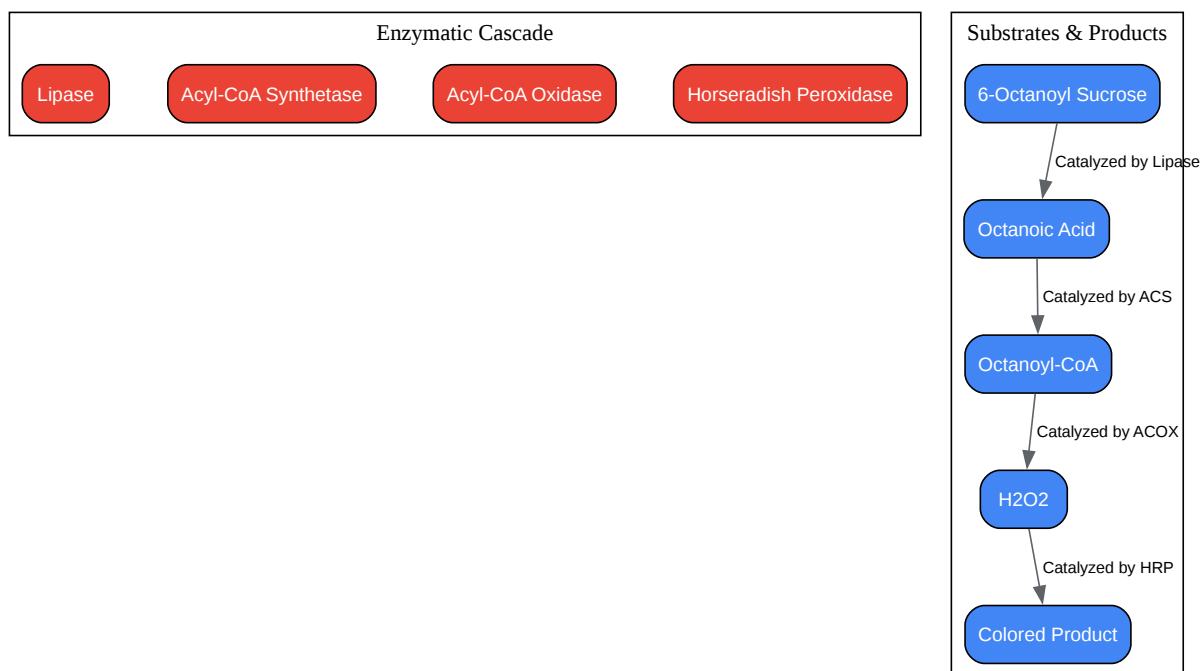 Enzymatic Cascade
Lipase
Acyl-CoA Synthetase
Acyl-CoA Oxidase
Horseradish Peroxidase
Substrates & Products
6-Octanoyl Sucrose
Catalyzed by Lipase
Octanoic Acid
Catalyzed by ACS
Octanoyl-CoA
Catalyzed by ACOX
H2O2
Catalyzed by HRP
Colored Product